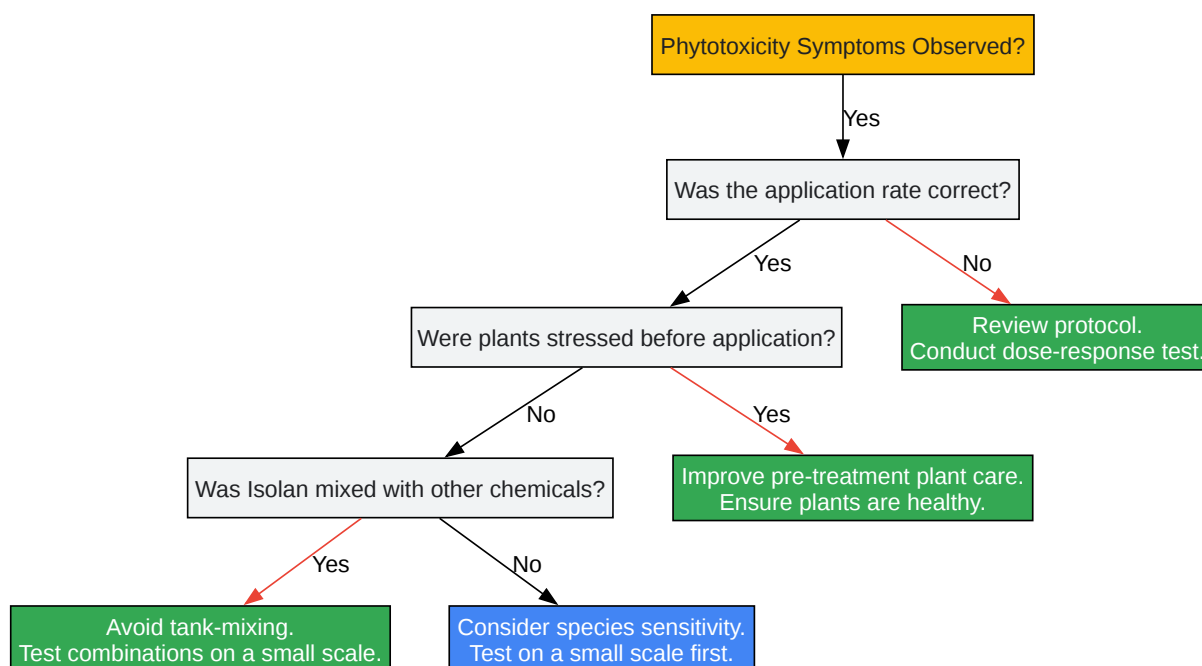 Phytotoxicity Symptoms Observed?
Yes
Was the application rate correct?
Yes
No
Were plants stressed before application?
Review protocol.
Conduct dose-response test.
No
Yes
Was Isolan mixed with other chemicals?
Improve pre-treatment plant care.
Ensure plants are healthy.
Yes
No
Avoid tank-mixing.
Test combinations on a small scale.
Consider species sensitivity.
Test on a small scale first.